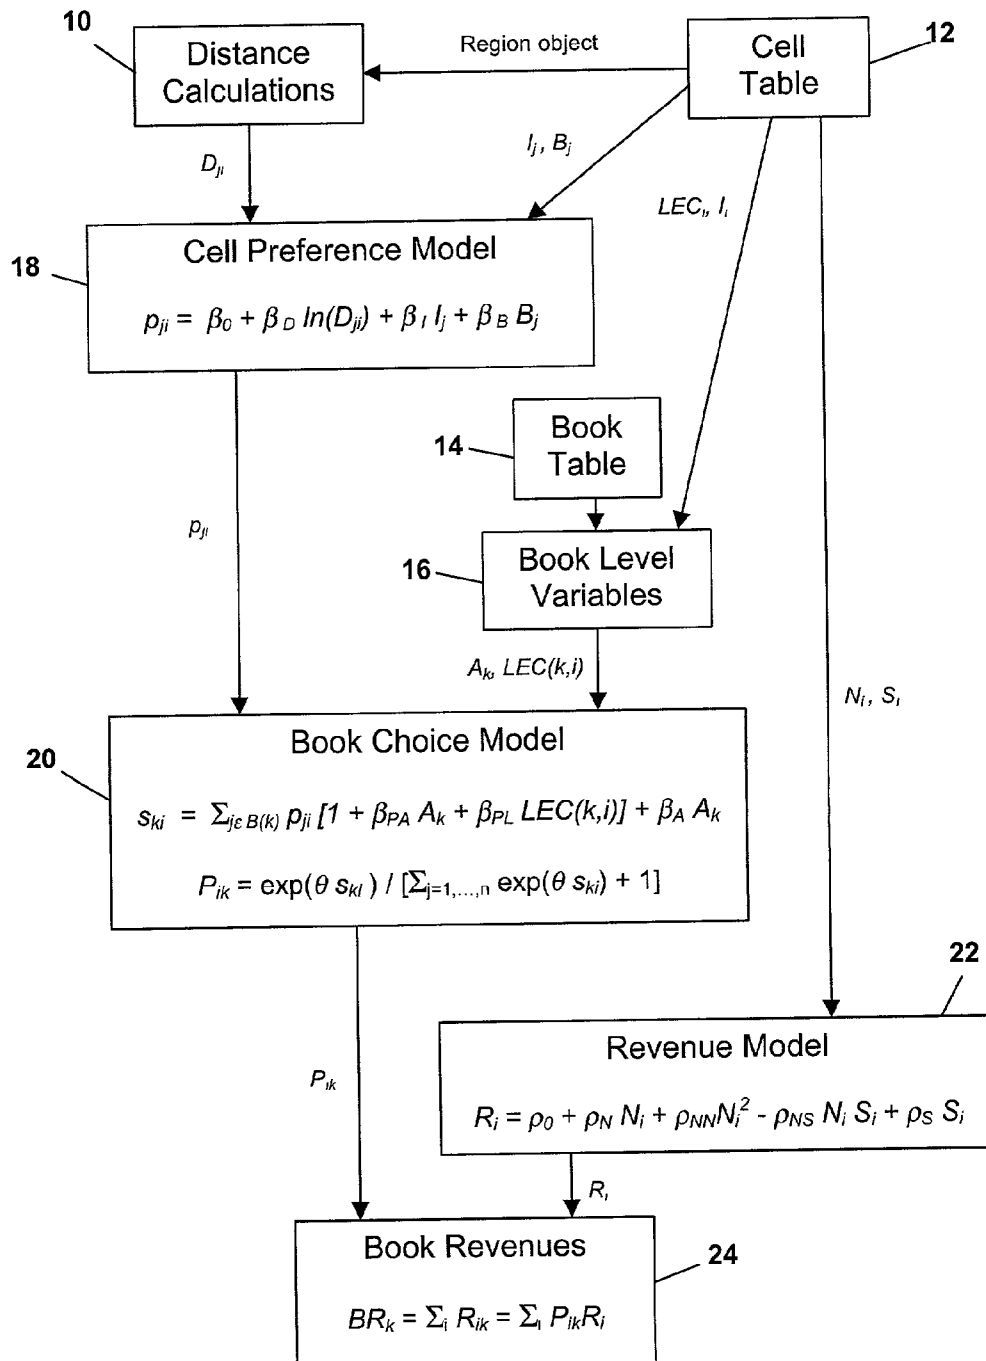 10
Distance
Calculations
Region object
Cell
Table
12
D_ji
I_j, B_j
LEC_i, I_i
18
Cell Preference Model
p_ji = β_0 + β_D ln(D_ji) + β_I I_j + β_B B_j
14
Book
Table
p_ji
16
Book Level
Variables
A_k, LEC(k,i)
N_i, S_i
20
Book Choice Model
s_ki = Σ_jε B(k) p_ji [1 + β_PA A_k + β_PL LEC(k,i)] + β_A A_k
P_ik = exp(θ s_ki) / [Σ_j=1,...,n exp(θ s_ki) + 1]
22
Revenue Model
P_ik
R_i = ρ_0 + ρ_N N_i + ρ_NN N_i² - ρ_NS N_i S_i + ρ_S S_i
R_i
Book Revenues
24
BR_k = Σ_i R_ik = Σ_i P_ik R_i